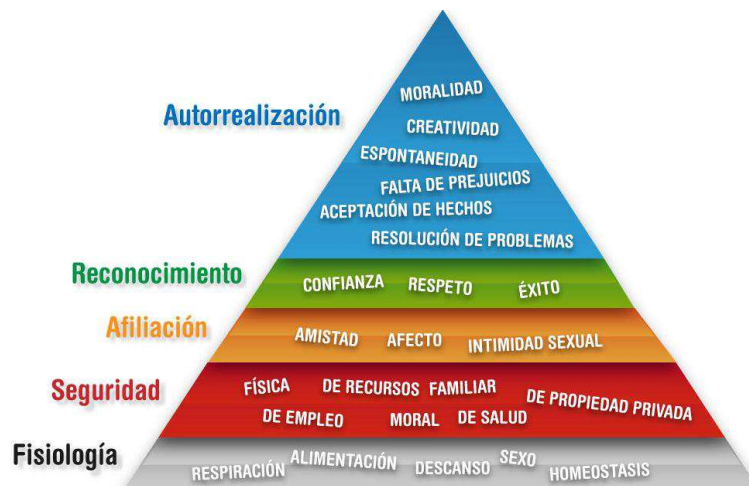 MORALIDAD
Autorrealización
CREATIVIDAD
ESPONTANEIDAD
FALTA DE PREJUICIOS
ACEPTACIÓN DE HECHOS
RESOLUCIÓN DE PROBLEMAS
Reconocimiento
CONFIANZA RESPETO ÉXITO
Afiliación
AMISTAD AFECTO INTIMIDAD SEXUAL
Seguridad
FÍSICA DE RECURSOS FAMILIAR DE PROPIEDAD PRIVADA
DE EMPLEO MORAL DE SALUD
Fisiología
RESPIRACIÓN ALIMENTACIÓN DESCANSO SEXO HOMEOSTASIS